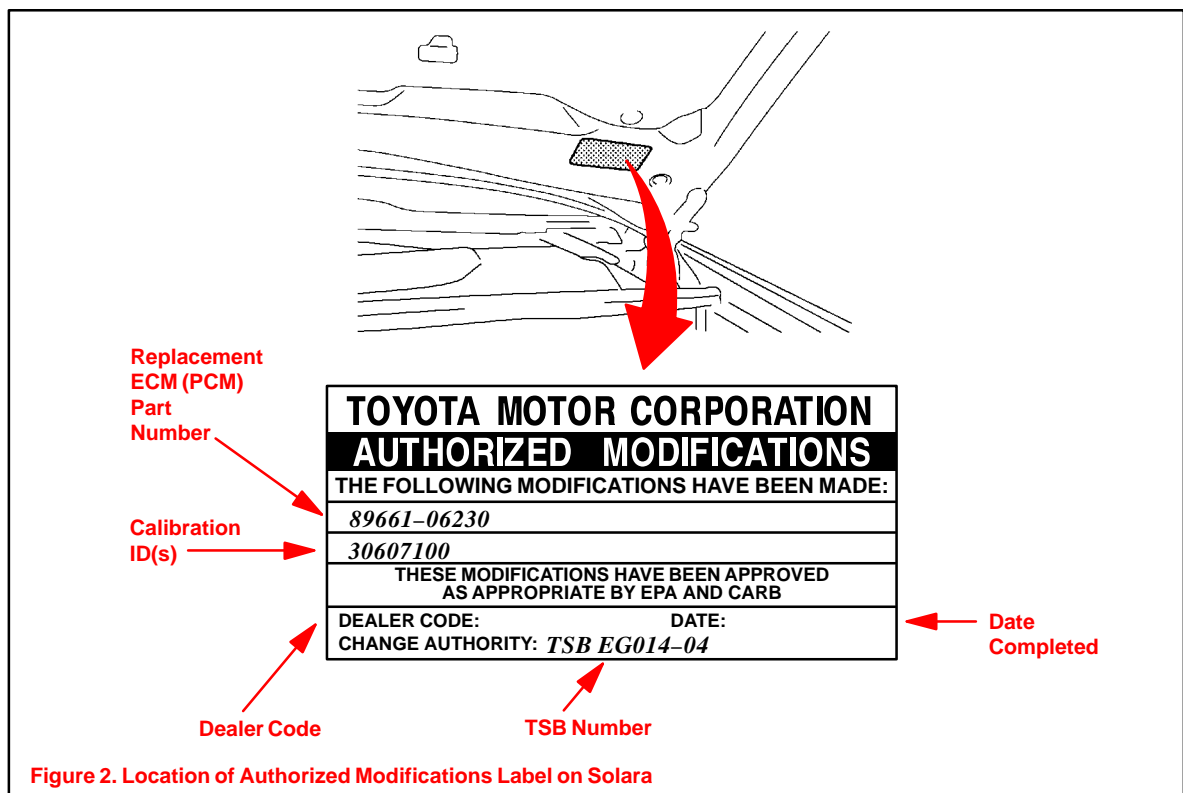 Replacement
ECM (PCM)
Part
Number
TOYOTA MOTOR CORPORATION
AUTHORIZED MODIFICATIONS
THE FOLLOWING MODIFICATIONS HAVE BEEN MADE:
89661–06230
Calibration
ID(s)
30607100
THESE MODIFICATIONS HAVE BEEN APPROVED
AS APPROPRIATE BY EPA AND CARB
DEALER CODE: DATE:
CHANGE AUTHORITY: TSB EG014–04
Date
Completed
Dealer Code
TSB Number
Figure 2. Location of Authorized Modifications Label on Solara